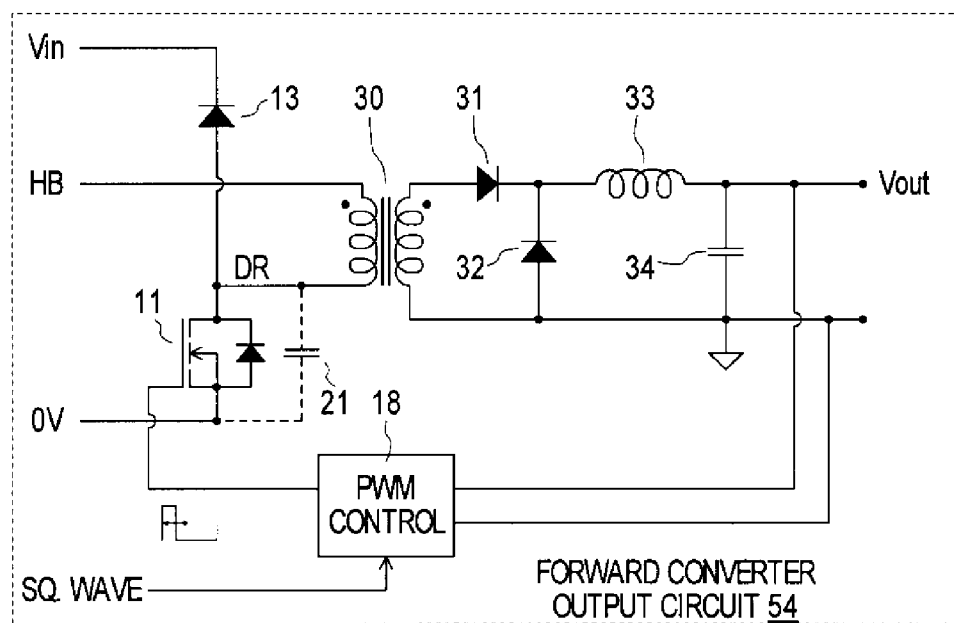 Vin
13
30
31
33
HB
Vout
DR
32
34
11
21
18
0V
PWM
CONTROL
SQ. WAVE
FORWARD CONVERTER
OUTPUT CIRCUIT 54